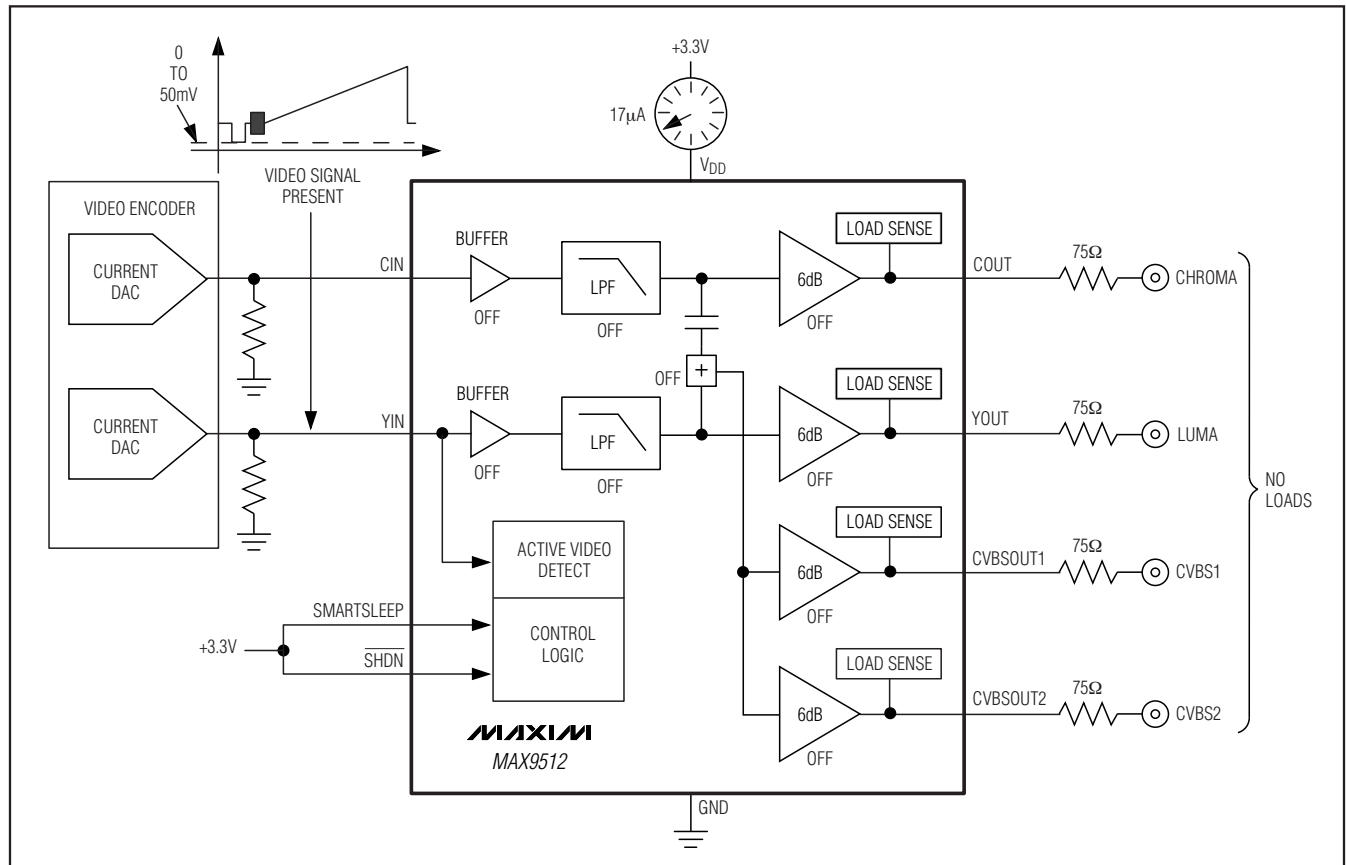 0
TO
50mV
+3.3V
17μA
VDD
VIDEO SIGNAL
PRESENT
VIDEO ENCODER
CURRENT
DAC
CIN
BUFFER
OFF
LPF
OFF
6dB
OFF
LOAD SENSE
COUT
75Ω
CHROMA
OFF
+
CURRENT
DAC
YIN
BUFFER
OFF
LPF
OFF
6dB
OFF
LOAD SENSE
YOUT
75Ω
LUMA
NO
LOADS
ACTIVE VIDEO
DETECT
CONTROL
LOGIC
SMARTSLEEP
+3.3V
SHDN
6dB
OFF
LOAD SENSE
CVBSOUT1
75Ω
CVBS1
6dB
OFF
LOAD SENSE
CVBSOUT2
75Ω
CVBS2
MAXIM
MAX9512
GND